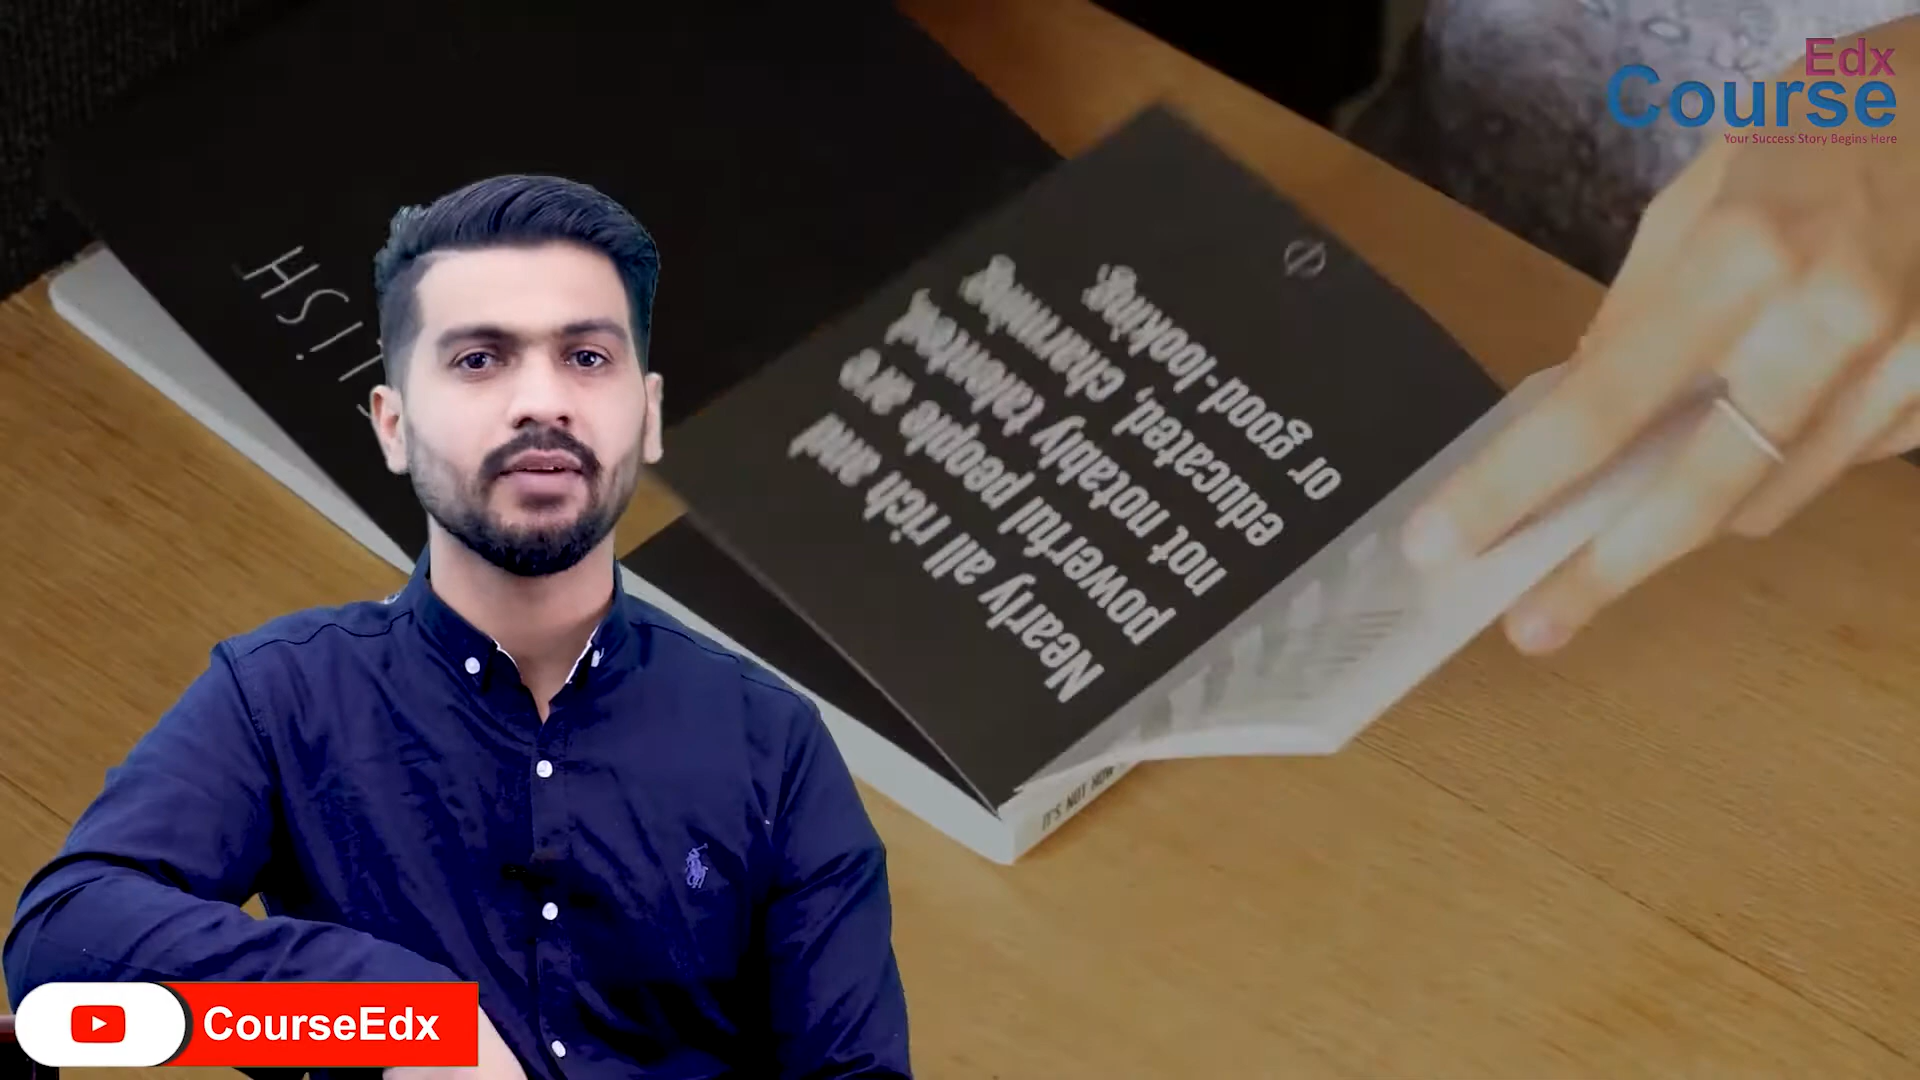 Edx
Course
Your Success Story Begins Here
Nearly all rich and
powerful people are
not notably talented,
educated, charming
or good-looking.
IT'S NOT HOW
CourseEdx